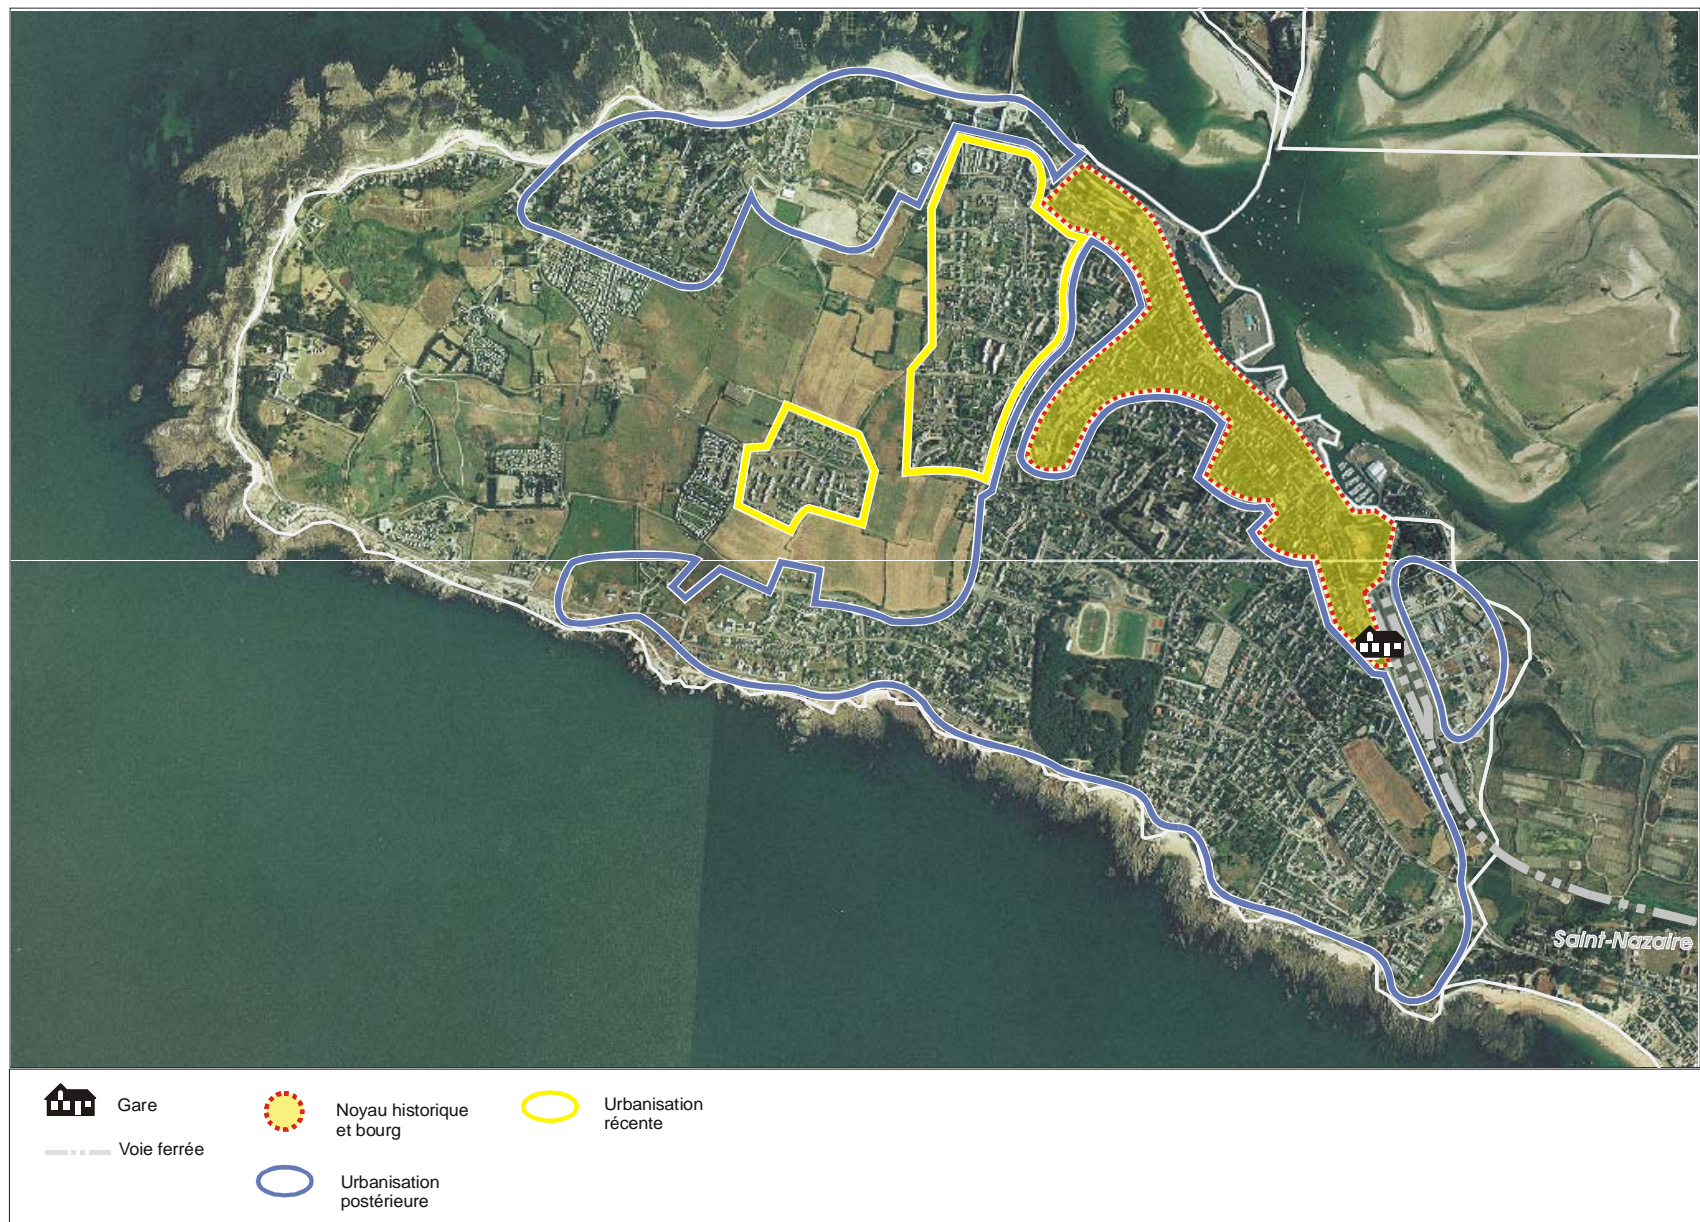 Saint-Nazaire
Gare
Voie ferrée
Noyau historique
et bourg
Urbanisation
postérieure
Urbanisation
récente